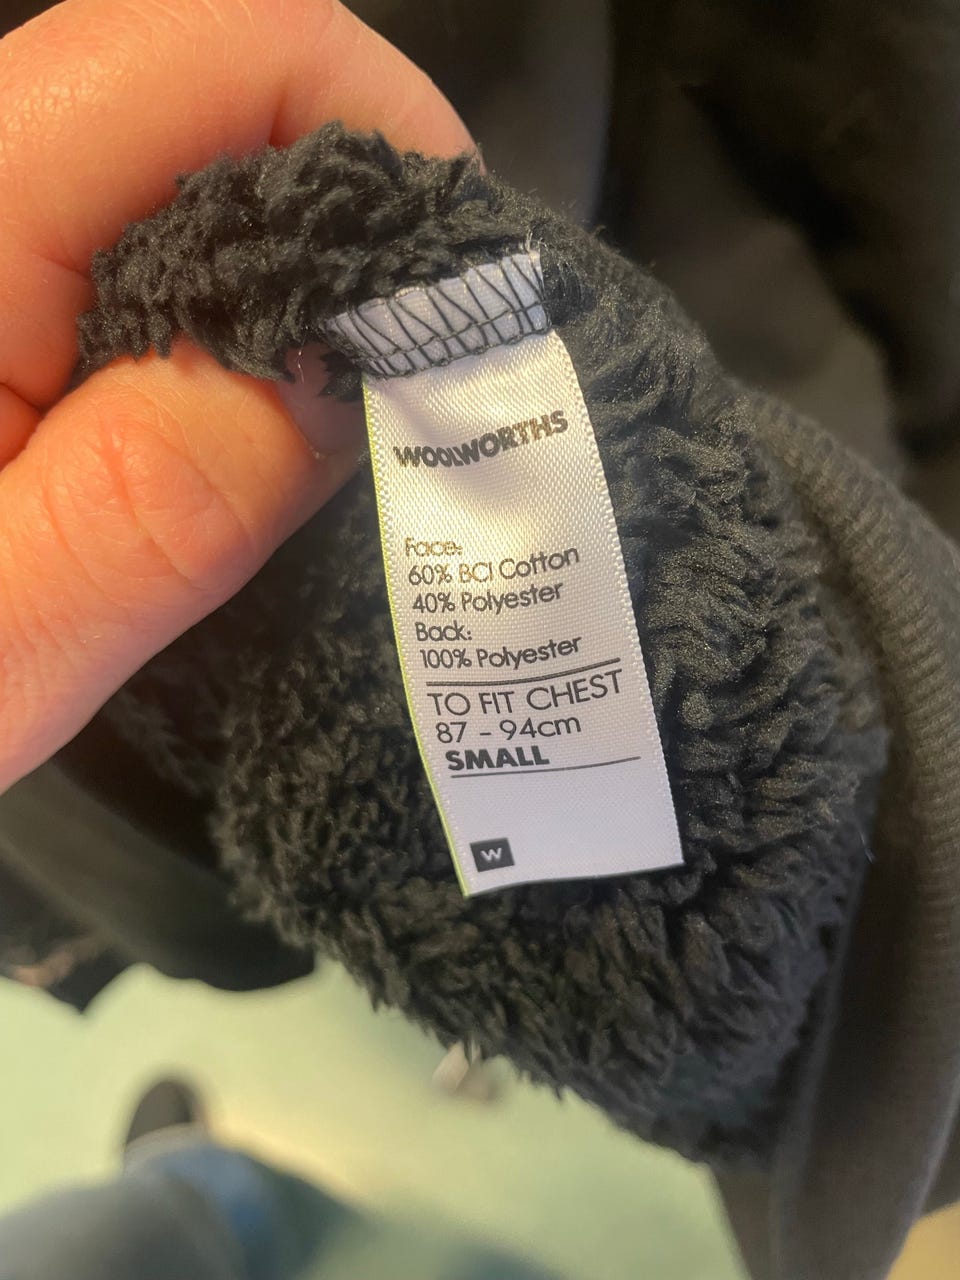 WOOLWORTHS
Face:
60% BCI Cotton
40% Polyester
Back:
100% Polyester
TO FIT CHEST
87 - 94cm
SMALL
W